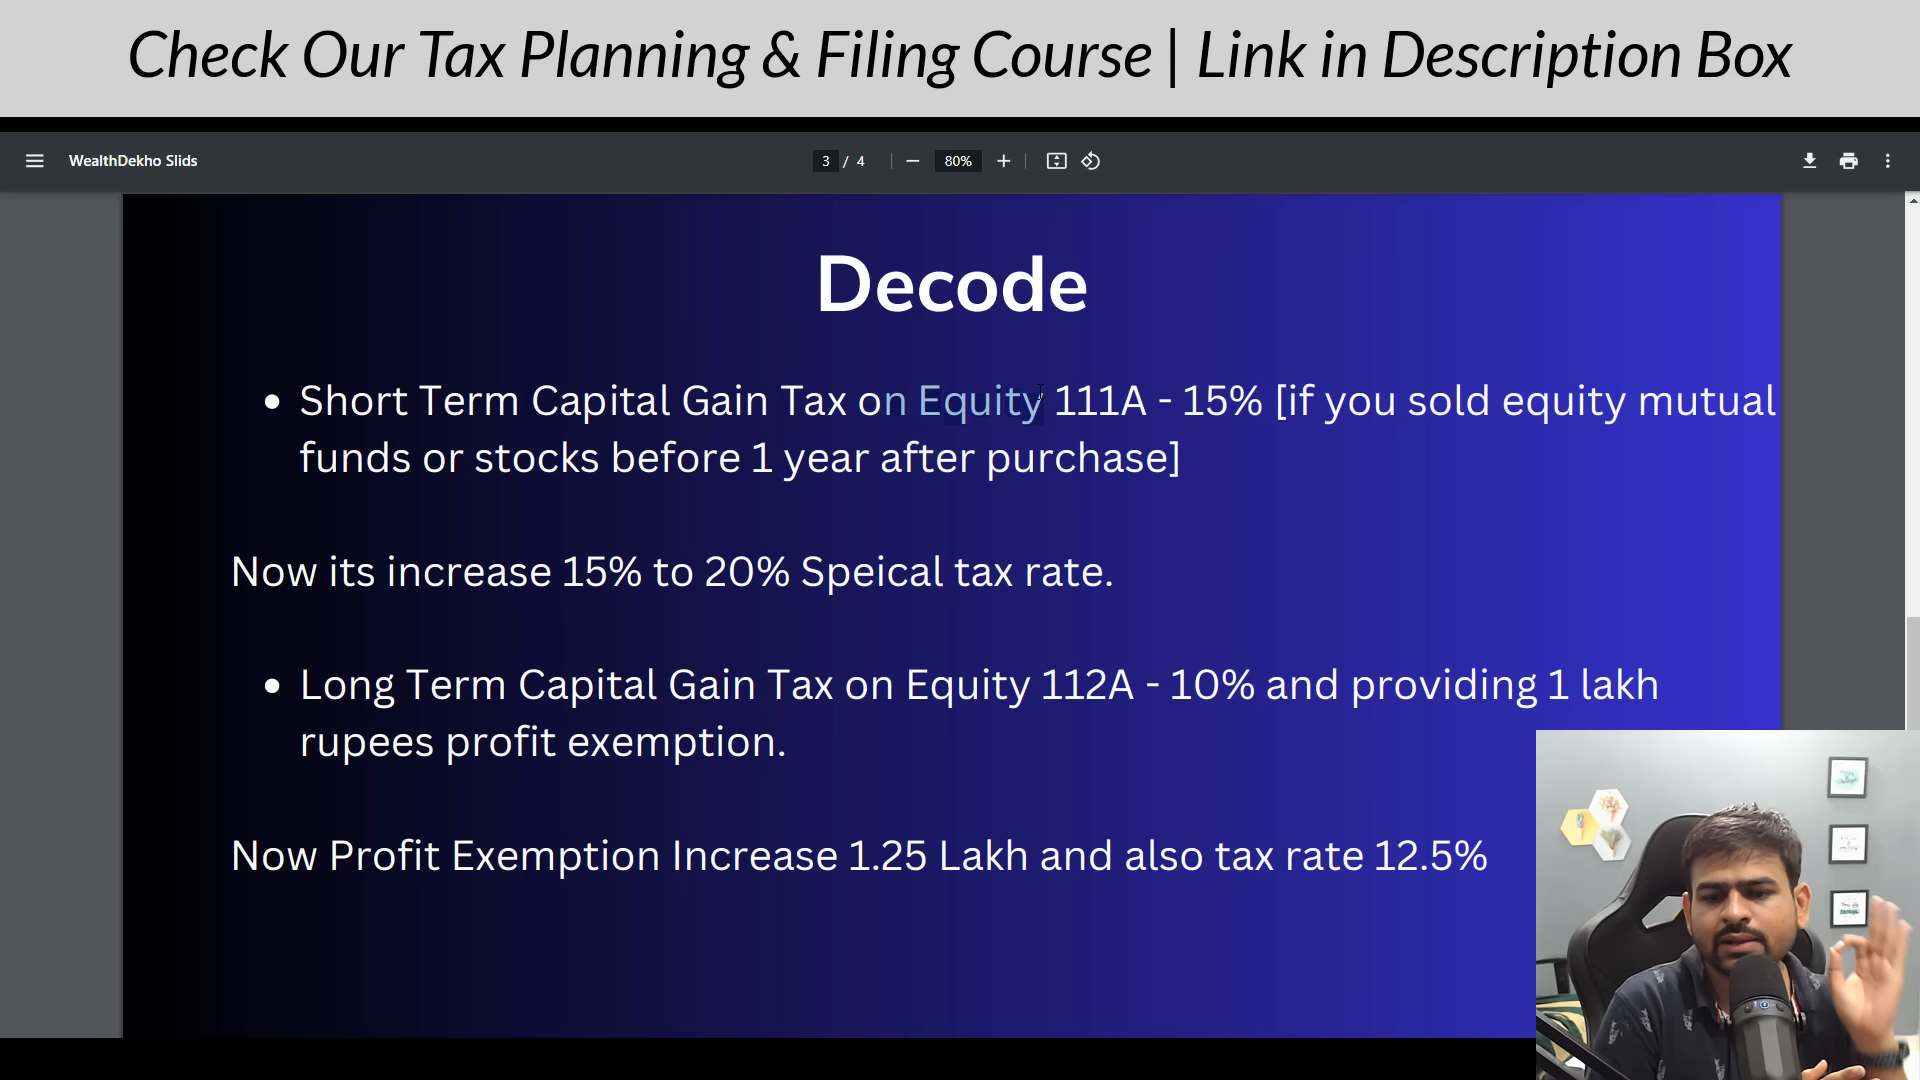 Check Our Tax Planning & Filing Course | Link in Description Box
WealthDekho Slids
3 / 4
80%
Decode
• Short Term Capital Gain Tax on Equity 111A - 15% [if you sold equity mutual
funds or stocks before 1 year after purchase]
Now its increase 15% to 20% Speical tax rate.
• Long Term Capital Gain Tax on Equity 112A - 10% and providing 1 lakh
rupees profit exemption.
Now Profit Exemption Increase 1.25 Lakh and also tax rate 12.5%